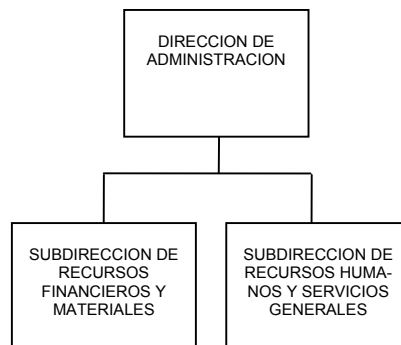 DIRECCION DE
ADMINISTRACION
SUBDIRECCION DE
RECURSOS
FINANCIEROS Y
MATERIALES
SUBDIRECCION DE
RECURSOS HUMA-
NOS Y SERVICIOS
GENERALES